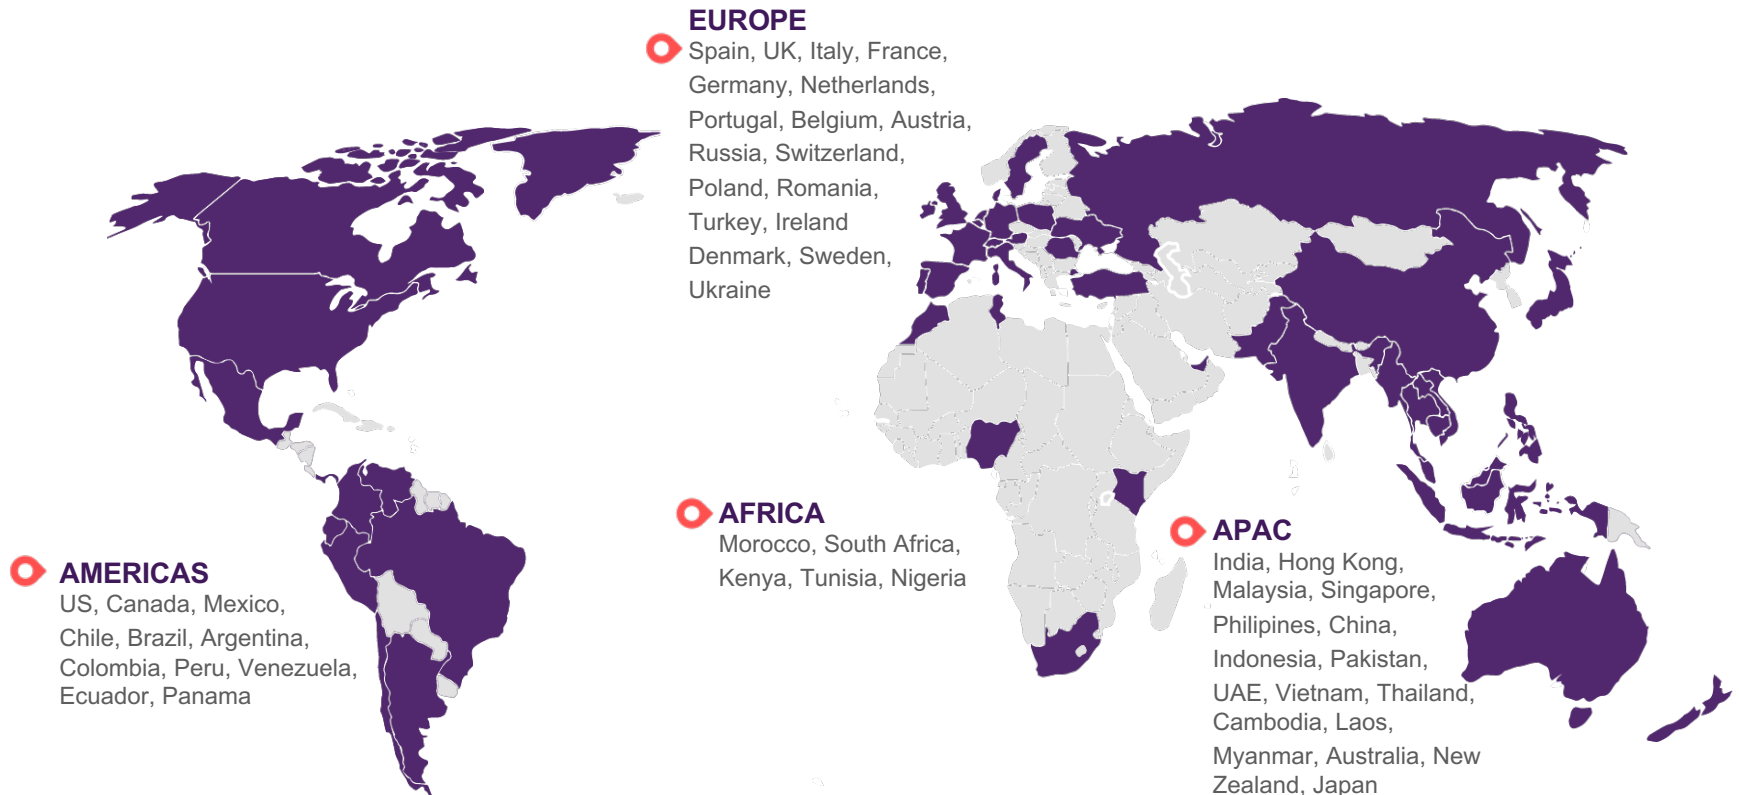 EUROPE
Spain, UK, Italy, France,
Germany, Netherlands,
Portugal, Belgium, Austria,
Russia, Switzerland,
Poland, Romania,
Turkey, Ireland
Denmark, Sweden,
Ukraine
AFRICA
Morocco, South Africa,
Kenya, Tunisia, Nigeria
AMERICAS
US, Canada, Mexico,
Chile, Brazil, Argentina,
Colombia, Peru, Venezuela,
Ecuador, Panama
APAC
India, Hong Kong,
Malaysia, Singapore,
Philipines, China,
Indonesia, Pakistan,
UAE, Vietnam, Thailand,
Cambodia, Laos,
Myanmar, Australia, New
Zealand, Japan